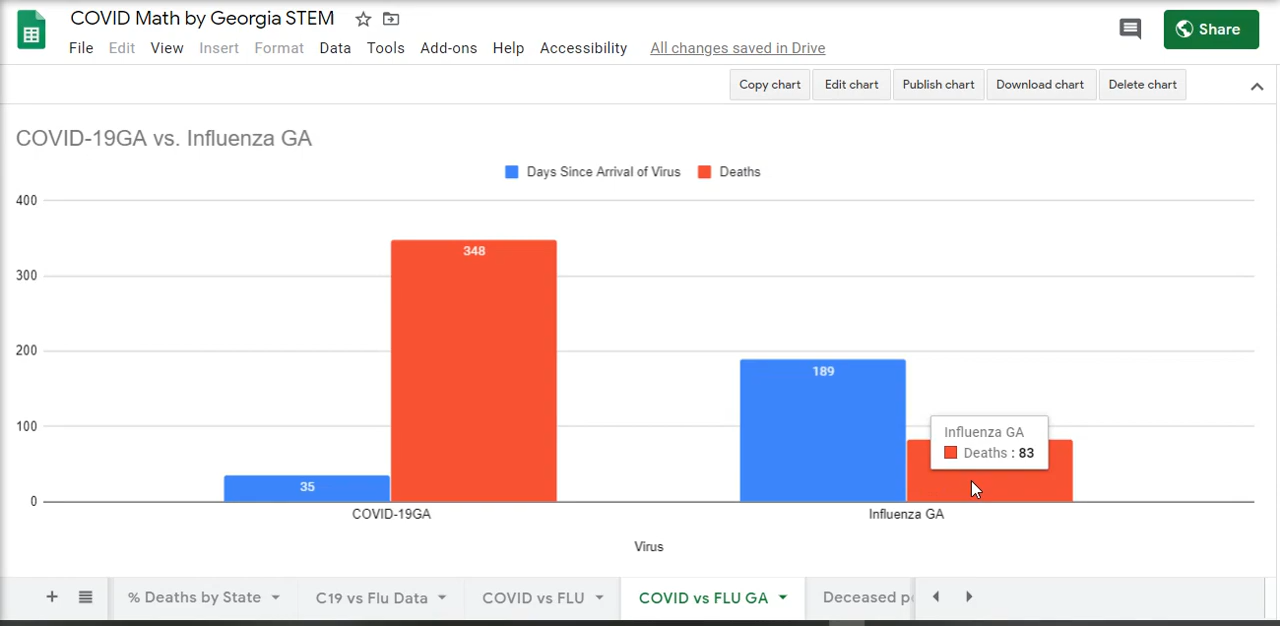 COVID Math by Georgia STEM
File Edit View Insert Format Data Tools Add-ons Help Accessibility All changes saved in Drive
Share
Copy chart Edit chart Publish chart Download chart Delete chart
COVID-19GA vs. Influenza GA
Days Since Arrival of Virus Deaths
400
300
200
100
0
348
35
189
Influenza GA
Deaths : 83
COVID-19GA Influenza GA
Virus
% Deaths by State C19 vs Flu Data COVID vs FLU COVID vs FLU GA Deceased p